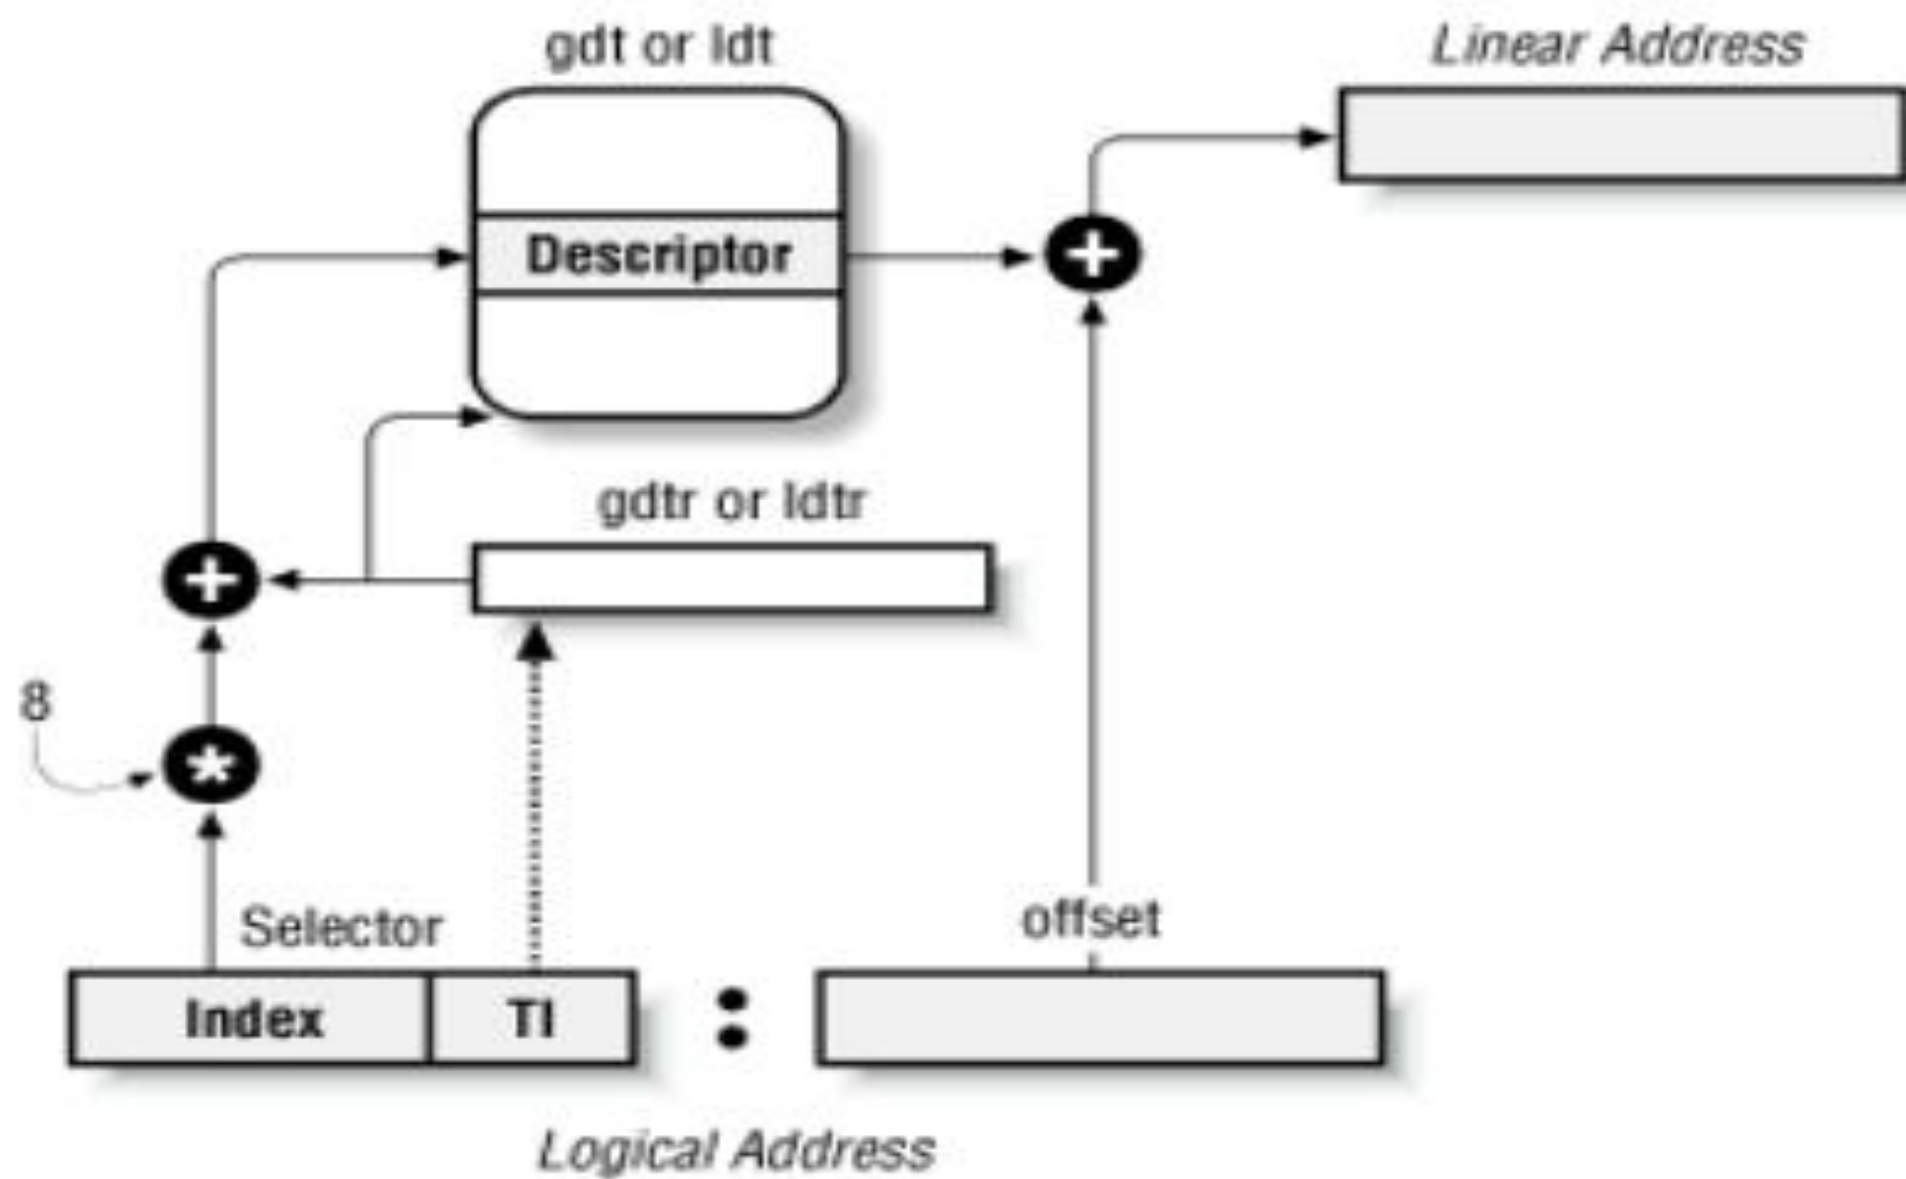 gdt or ldt
Linear Address
Descriptor
+
gdtr or ldtr
+
8
*
Selector
offset
Index
TI
:
Logical Address